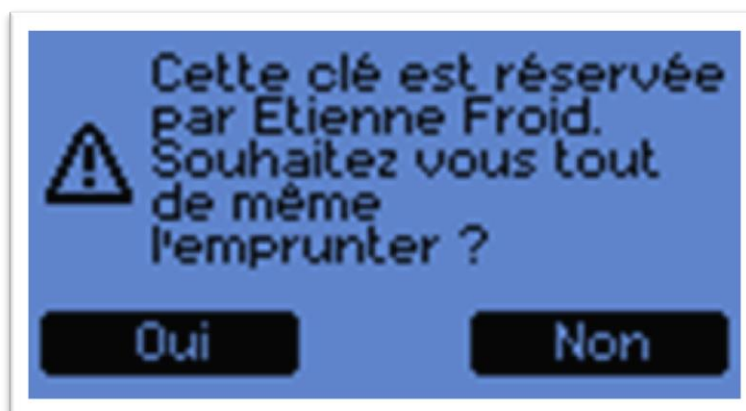 Cette clé est réservée
par Etienne Froid.
Souhaitez vous tout
de même
l'emprunter ?
Oui
Non